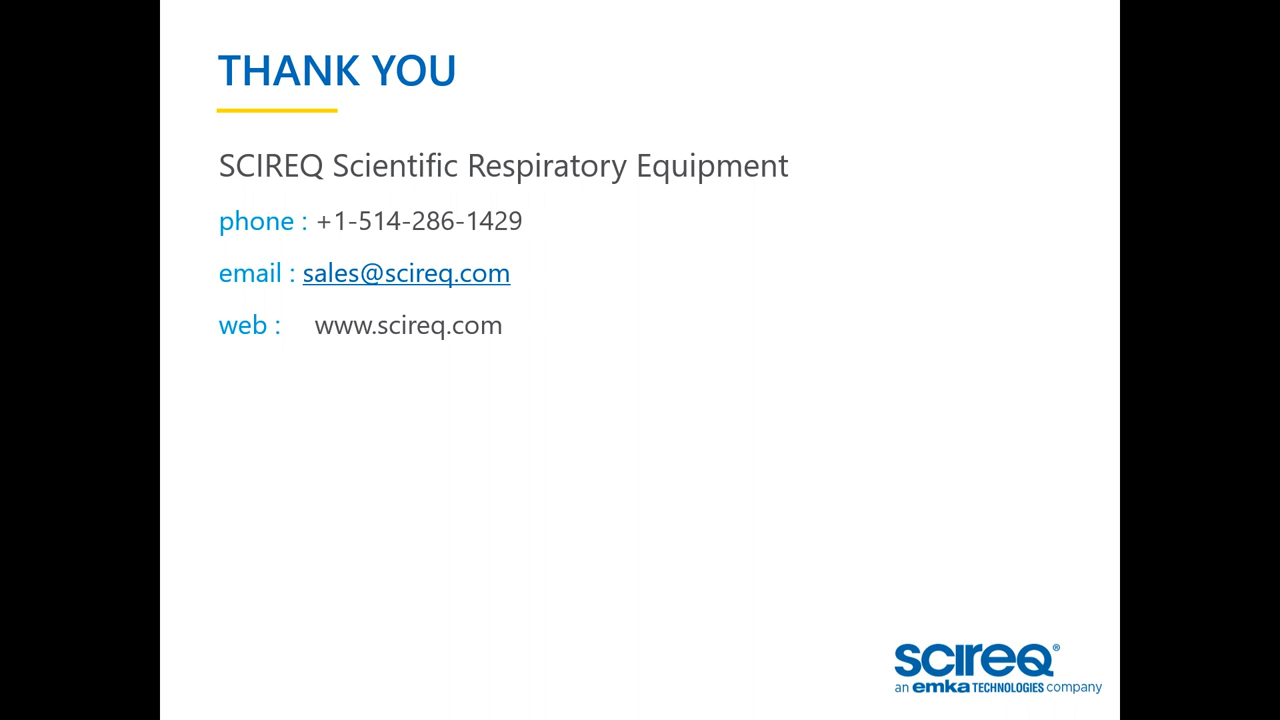 THANK YOU
SCIREQ Scientific Respiratory Equipment
phone : +1-514-286-1429
email : sales@scireq.com
web : www.scireq.com
scireq®
an emka TECHNOLOGIES company